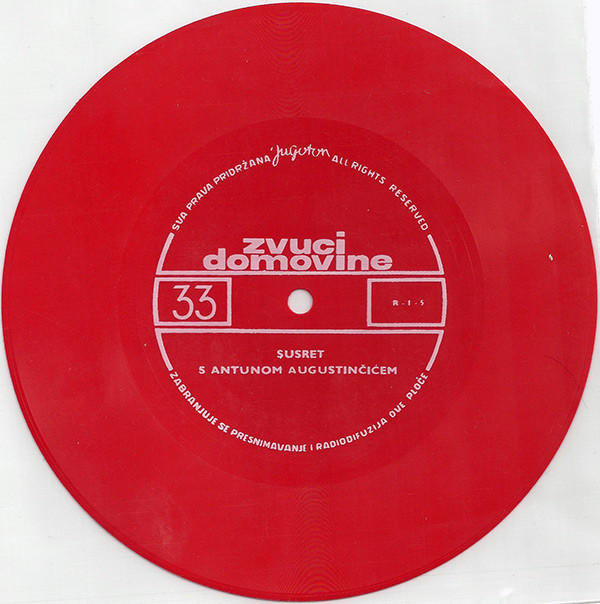 SVA PRAVA PRIDRŽANA Jugoton ALL RIGHTS RESERVED
zvuci
domovine
33
R-1-5
SUSRET
S ANTUNOM AUGUSTINČIĆEM
ZABRANJUJE SE PRESNIMAVANJE I RADIODIFUZIJA OVE PLOČE